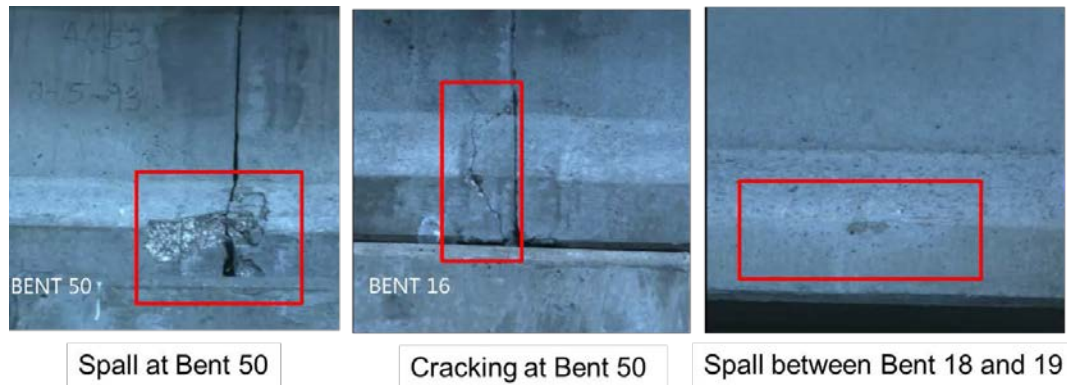 BENT 50
BENT 16
Spall at Bent 50
Cracking at Bent 50
Spall between Bent 18 and 19